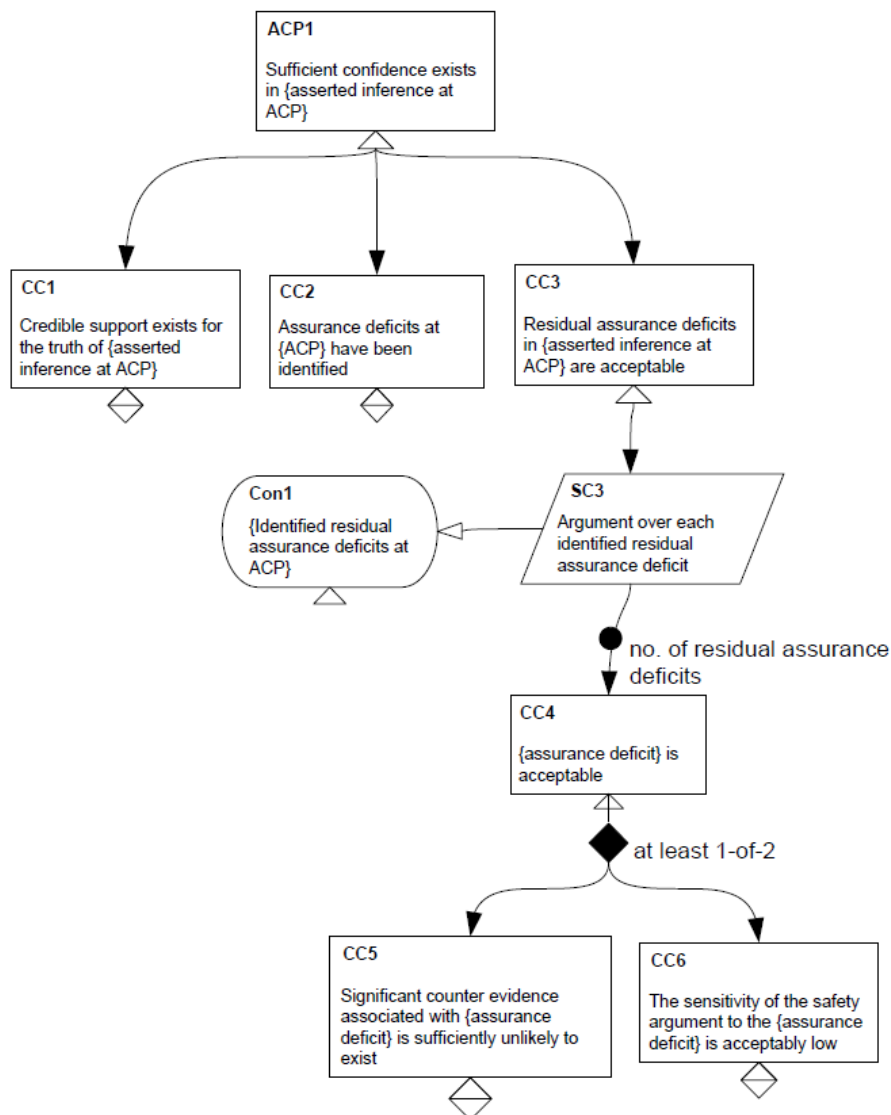 ACP1
Sufficient confidence exists
in {asserted inference at
ACP}
CC1
Credible support exists for
the truth of {asserted
inference at ACP}
CC2
Assurance deficits at
{ACP} have been
identified
CC3
Residual assurance deficits
in {asserted inference at
ACP} are acceptable
Con1
{Identified residual
assurance deficits at
ACP}
SC3
Argument over each
identified residual
assurance deficit
no. of residual assurance
deficits
CC4
{assurance deficit} is
acceptable
at least 1-of-2
CC5
Significant counter evidence
associated with {assurance
deficit} is sufficiently unlikely to
exist
CC6
The sensitivity of the safety
argument to the {assurance
deficit} is acceptably low